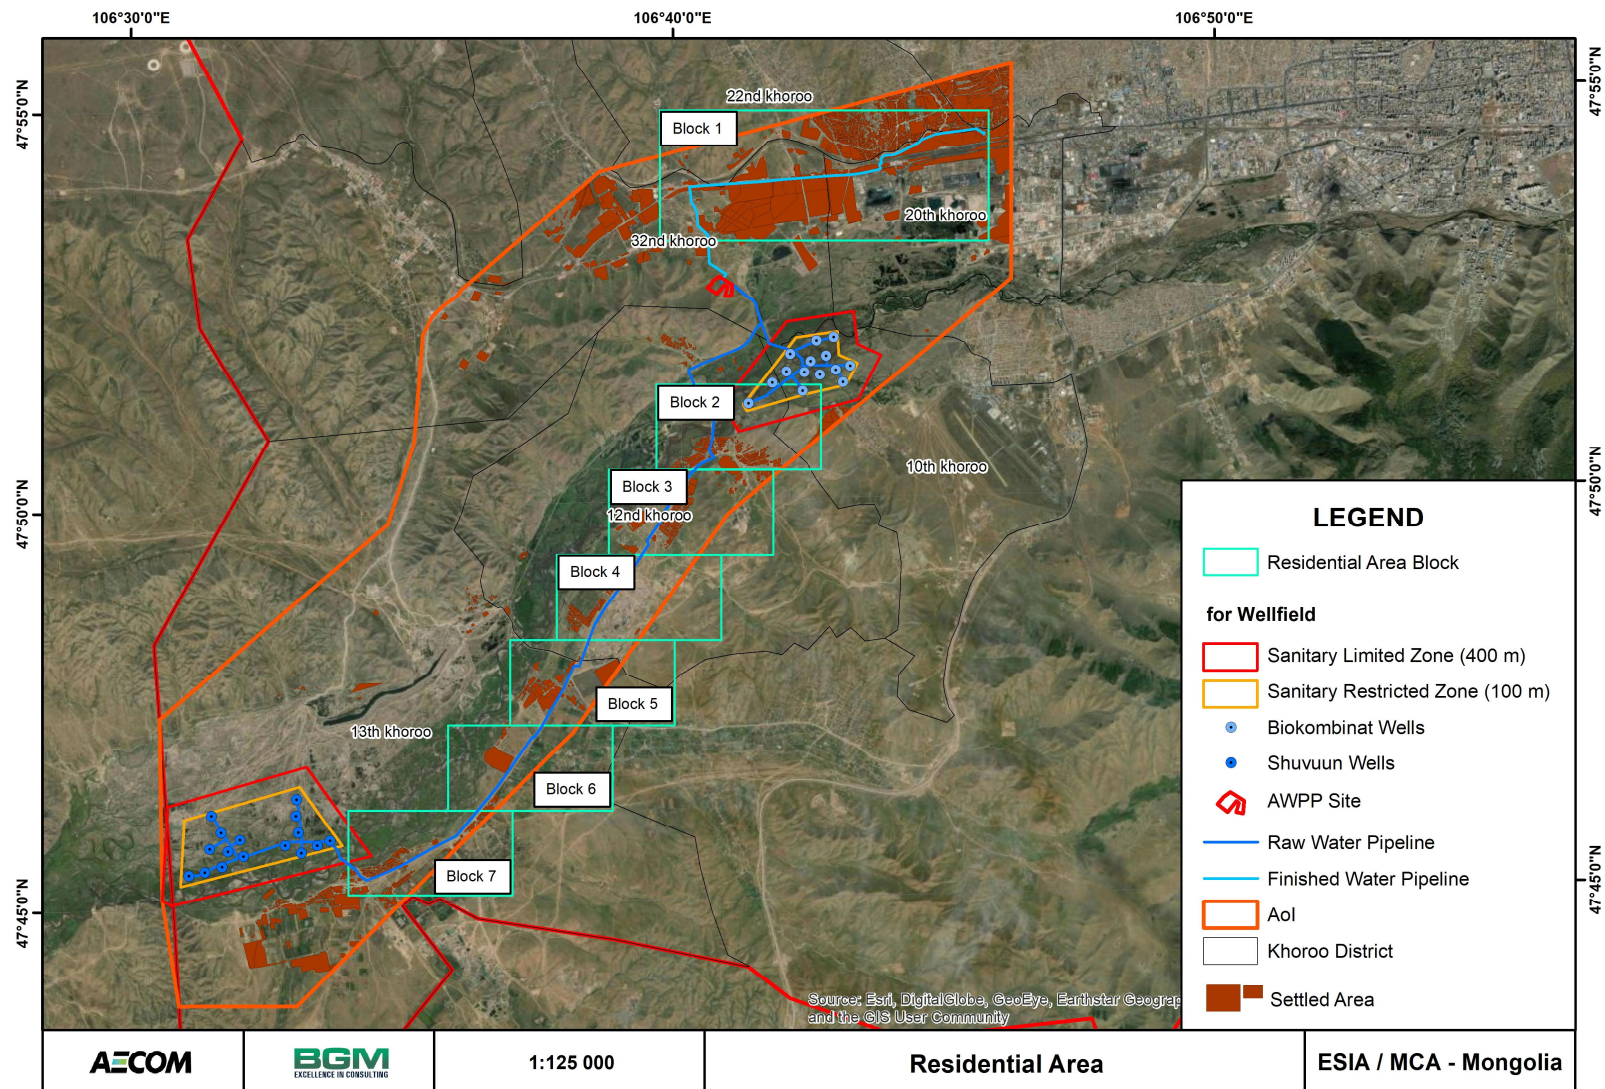 106°30'0"E
106°40'0"E
106°50'0"E
47°55'0"N
47°55'0"N
22nd khoroo
Block 1
20th khoroo
32nd khoroo
Block 2
10th khoroo
Block 3
12nd khoroo
47°50'0"N
47°50'0"N
Block 4
Block 5
13th khoroo
Block 6
Block 7
47°45'0"N
47°45'0"N
LEGEND
Residential Area Block
for Wellfield
Sanitary Limited Zone (400 m)
Sanitary Restricted Zone (100 m)
Biokombinat Wells
Shuvuun Wells
AWPP Site
Raw Water Pipeline
Finished Water Pipeline
AoI
Khoroo District
Settled Area
Source: Esri, DigitalGlobe, GeoEye, Earthstar Geograp
and the GIS User Community
AECOM
BGM
EXCELLENCE IN CONSULTING
1:125 000
Residential Area
ESIA / MCA - Mongolia